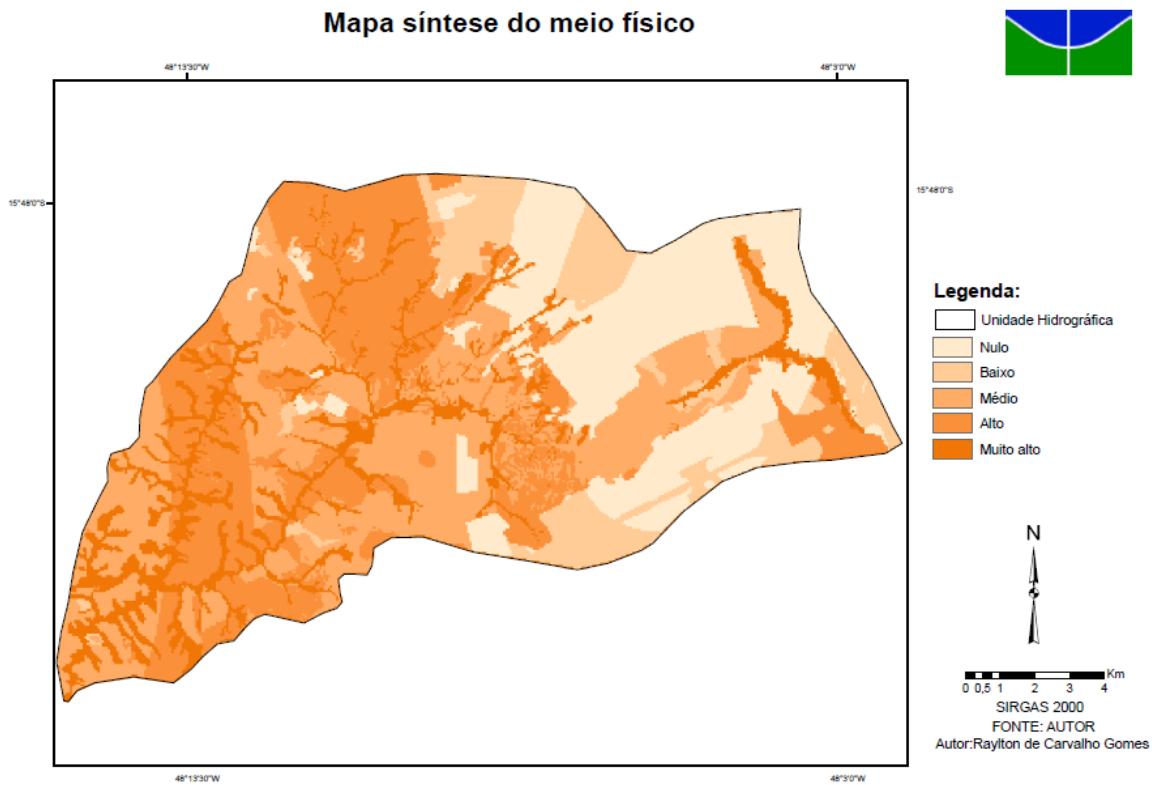 Mapa síntese do meio físico
48°13'30"W
48°3'0"W
15°48'0"S
15°48'0"S
Legenda:
Unidade Hidrográfica
Nulo
Baixo
Médio
Alto
Muito alto
N
Km
0 0,5 1 2 3 4
SIRGAS 2000
FONTE: AUTOR
Autor:Raylton de Carvalho Gomes
48°13'30"W
48°3'0"W